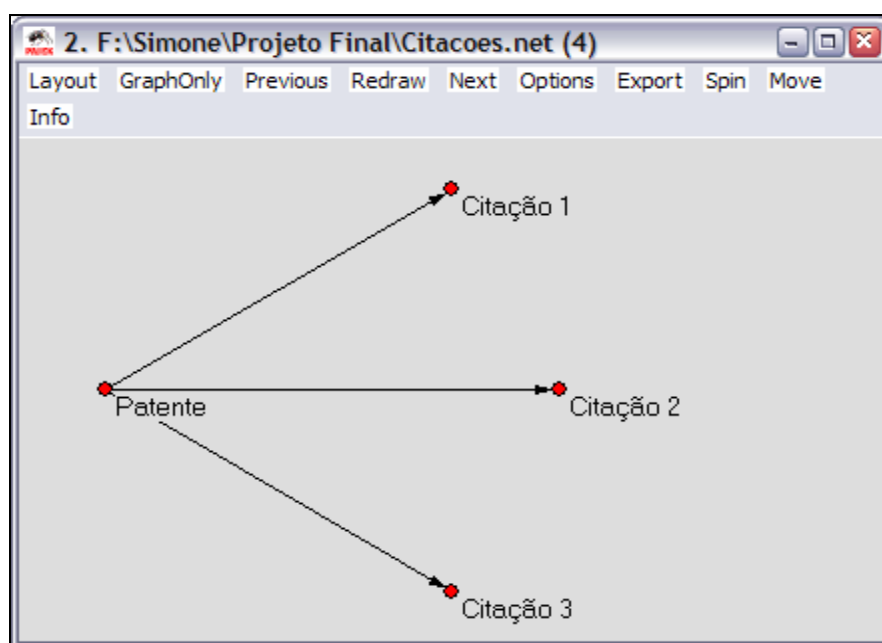 2. F:\Simone\Projeto Final\Citacoes.net (4)
Layout GraphOnly Previous Redraw Next Options Export Spin Move
Info
Citação 1
Patente
Citação 2
Citação 3